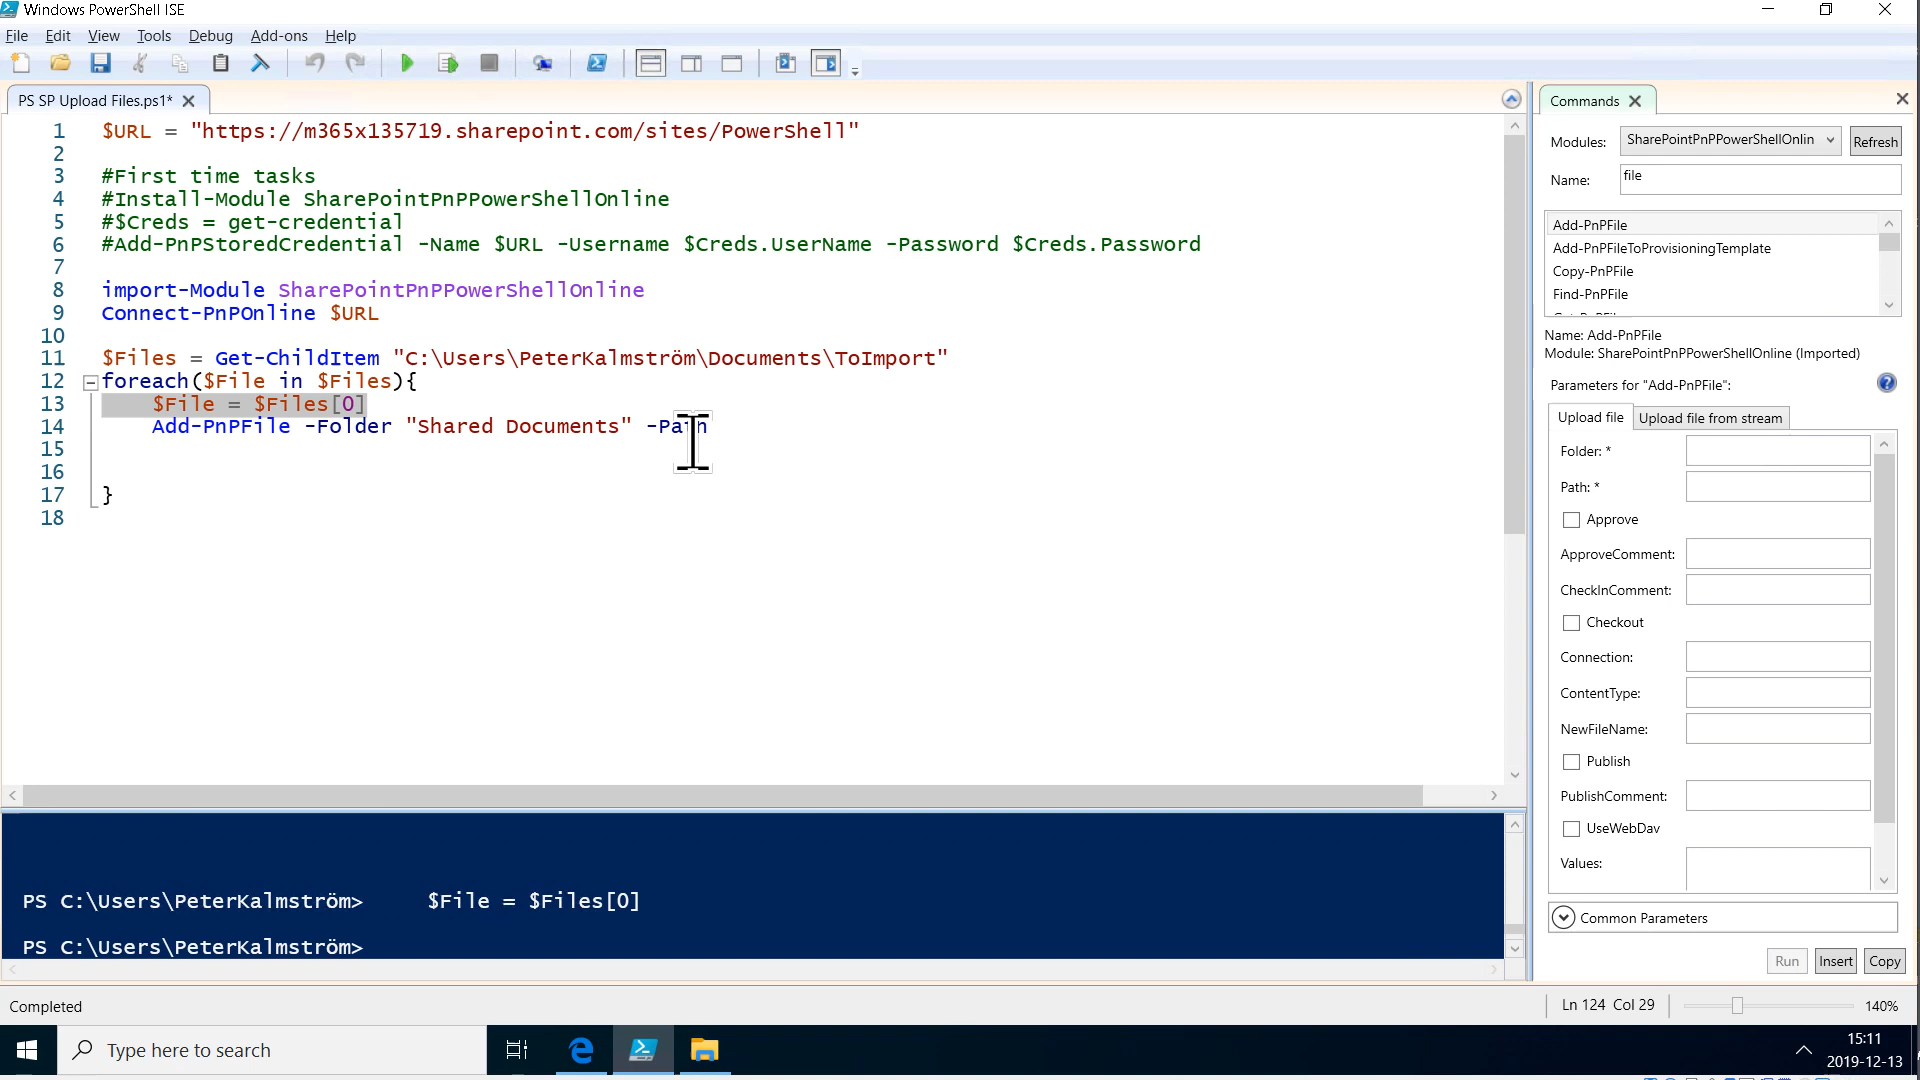 Windows PowerShell ISE
File Edit View Tools Debug Add-ons Help
PS SP Upload Files.ps1*
1 $URL = "https://m365x135719.sharepoint.com/sites/PowerShell"
2
3 #First time tasks
4 #Install-Module SharePointPnPPowerShellOnline
5 #$Creds = get-credential
6 #Add-PnPStoredCredential -Name $URL -Username $Creds.UserName -Password $Creds.Password
7
8 import-Module SharePointPnPPowerShellOnline
9 Connect-PnPOnline $URL
10
11 $Files = Get-ChildItem "C:\Users\PeterKalmström\Documents\ToImport"
12 foreach($File in $Files){
13 $File = $Files[0]
14 Add-PnPFile -Folder "Shared Documents" -Path
15
16
17 }
18
PS C:\Users\PeterKalmström> $File = $Files[0]
PS C:\Users\PeterKalmström>
Commands
Modules: SharePointPnPPowerShellOnlin Refresh
Name: file
Add-PnPFile
Add-PnPFileToProvisioningTemplate
Copy-PnPFile
Find-PnPFile
Name: Add-PnPFile
Module: SharePointPnPPowerShellOnline (Imported)
Parameters for "Add-PnPFile":
Upload file Upload file from stream
Folder: *
Path: *
Approve
ApproveComment:
CheckInComment:
Checkout
Connection:
ContentType:
NewFileName:
Publish
PublishComment:
UseWebDav
Values:
Common Parameters
Run Insert Copy
Completed
Ln 124 Col 29
140%
Type here to search
15:11
2019-12-13